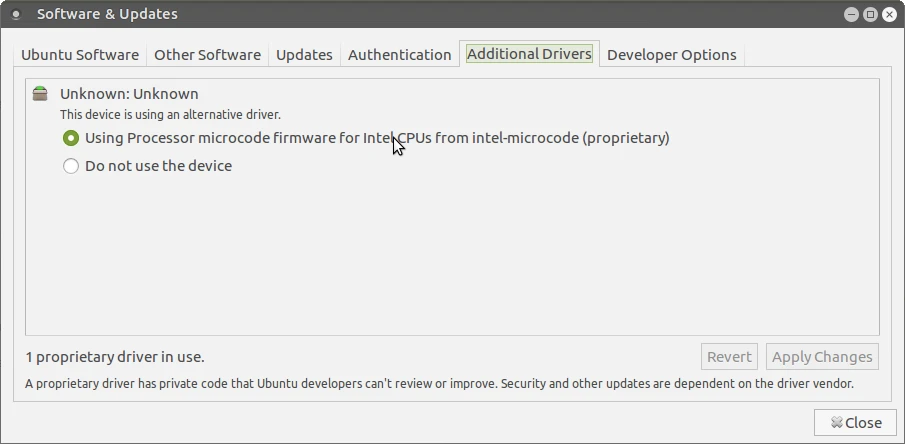 Software & Updates
Ubuntu Software Other Software Updates Authentication Additional Drivers Developer Options
Unknown: Unknown
This device is using an alternative driver.
Using Processor microcode firmware for Intel CPUs from intel-microcode (proprietary)
Do not use the device
1 proprietary driver in use.
Revert Apply Changes
A proprietary driver has private code that Ubuntu developers can't review or improve. Security and other updates are dependent on the driver vendor.
Close